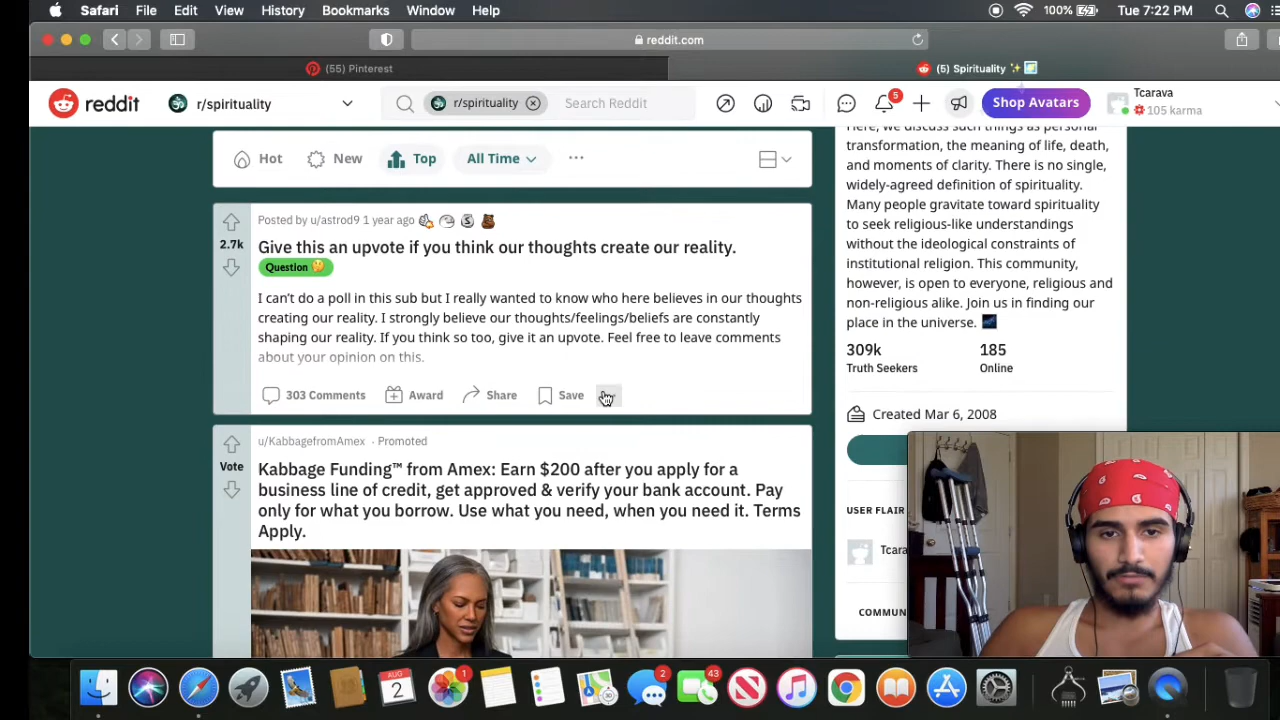 Safari File Edit View History Bookmarks Window Help 100% Tue 7:22 PM
reddit.com
(55) Pinterest (5) Spirituality ✨
reddit r/spirituality r/spirituality Search Reddit 5 Shop Avatars Tcarava
105 karma
Hot New Top All Time ...
Posted by u/astrod9 1 year ago
2.7k
Give this an upvote if you think our thoughts create our reality.
Question 🤔
I can't do a poll in this sub but I really wanted to know who here believes in our thoughts
creating our reality. I strongly believe our thoughts/feelings/beliefs are constantly
shaping our reality. If you think so too, give it an upvote. Feel free to leave comments
about your opinion on this.
303 Comments Award Share Save
u/KabbagefromAmex · Promoted
Vote
Kabbage Funding™ from Amex: Earn $200 after you apply for a
business line of credit, get approved & verify your bank account. Pay
only for what you borrow. Use what you need, when you need it. Terms
Apply.
Here, we discuss such things as personal
transformation, the meaning of life, death,
and moments of clarity. There is no single,
widely-agreed definition of spirituality.
Many people gravitate toward spirituality
to seek religious-like understandings
without the ideological constraints of
institutional religion. This community,
however, is open to everyone, religious and
non-religious alike. Join us in finding our
place in the universe.
309k 185
Truth Seekers Online
Created Mar 6, 2008
USER FLAIR
Tcara
COMMUN
AUG
2
1
2
43